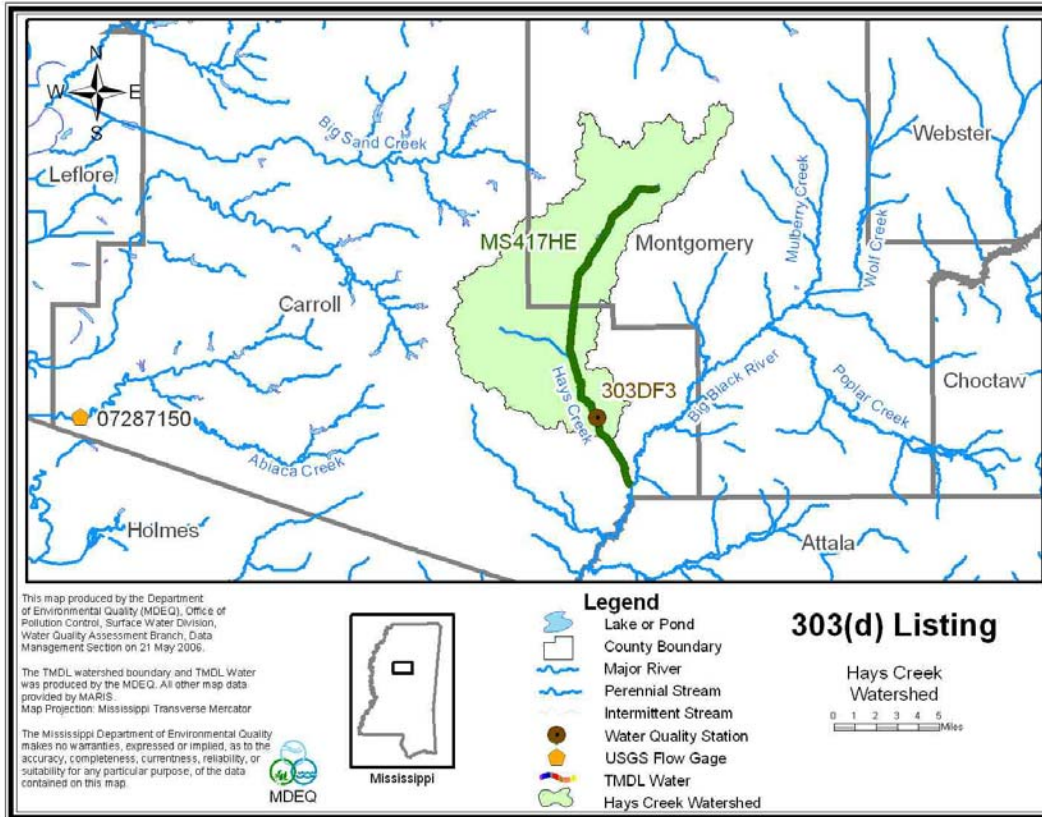 N
W E
S
Leflore
Big Sand Creek
Webster
Mulberry Creek
Wolf Creek
MS417HE
Montgomery
Carroll
Choctaw
Hays Creek
303DF3
Big Black River
Poplar Creek
07287150
Abiaca Creek
Holmes
Attala
This map produced by the Department
of Environmental Quality (MDEQ), Office of
Pollution Control, Surface Water Division,
Water Quality Assessment Branch, Data
Management Section on 21 May 2006.
The TMDL watershed boundary and TMDL Water
was produced by the MDEQ. All other map data
provided by MARIS.
Map Projection: Mississippi Transverse Mercator
The Mississippi Department of Environmental Quality
makes no warranties, expressed or implied, as to the
accuracy, completeness, currentness, reliability, or
suitability for any particular purpose, of the data
contained on this map.
MDEQ
Mississippi
Legend
Lake or Pond
County Boundary
Major River
Perennial Stream
Intermittent Stream
Water Quality Station
USGS Flow Gage
TMDL Water
Hays Creek Watershed
303(d) Listing
Hays Creek
Watershed
0 1 2 3 4 5
Miles